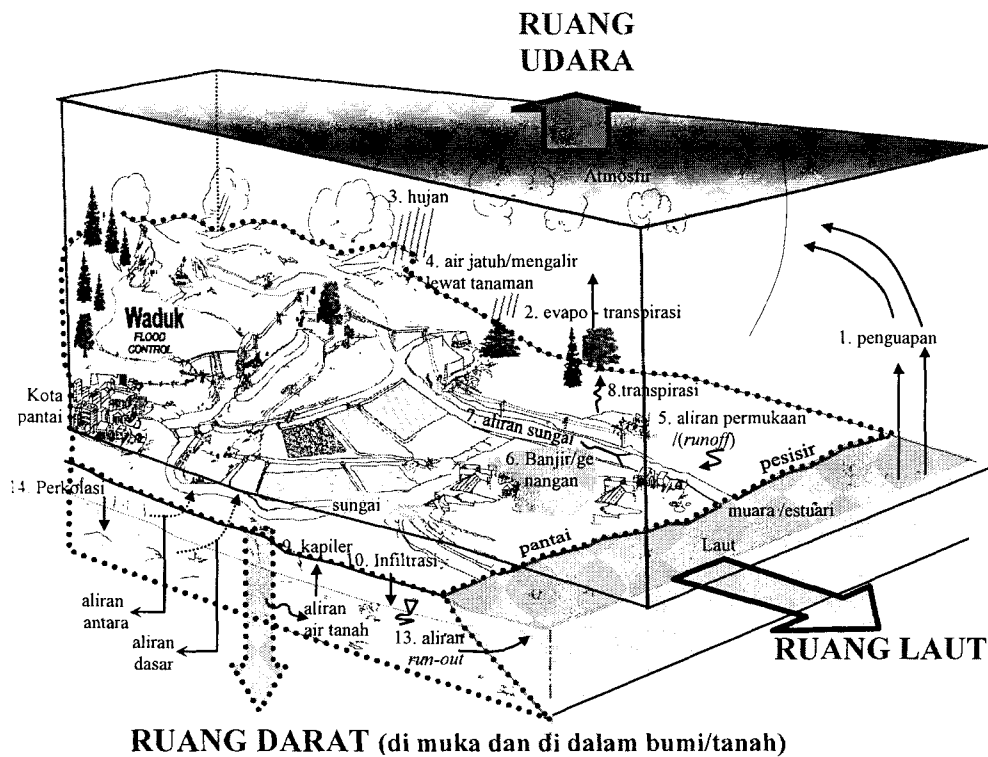 RUANG
UDARA
Atmosfir
3. hujan
4. air jatuh/mengalir
lewat tanaman
2. evapo - transpirasi
Waduk
FLOOD
CONTROL
1. penguapan
Kota
pantai
8.transpirasi
5. aliran permukaan
/(runoff)
7. aliran sungai
6. Banjir/ge
nangan
pesisir
14. Perkolasi
sungai
muara /estuari
pantai
Laut
9. kapiler
10. Infiltrasi
aliran
antara
aliran
air tanah
aliran
dasar
13. aliran
run-out
RUANG LAUT
RUANG DARAT (di muka dan di dalam bumi/tanah)